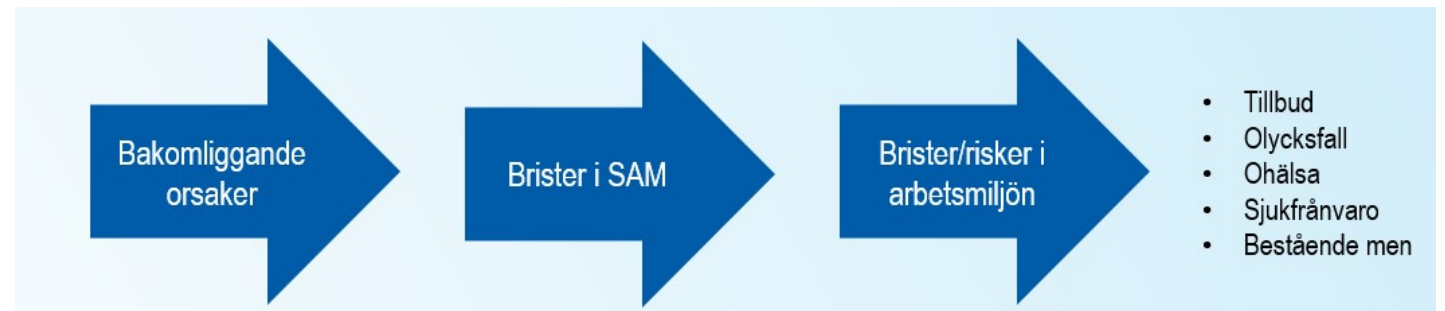 Bakomliggande
orsaker
Brister i SAM
Brister/risker i
arbetsmiljön
• Tillbud
• Olycksfall
• Ohälsa
• Sjukfrånvaro
• Bestående men